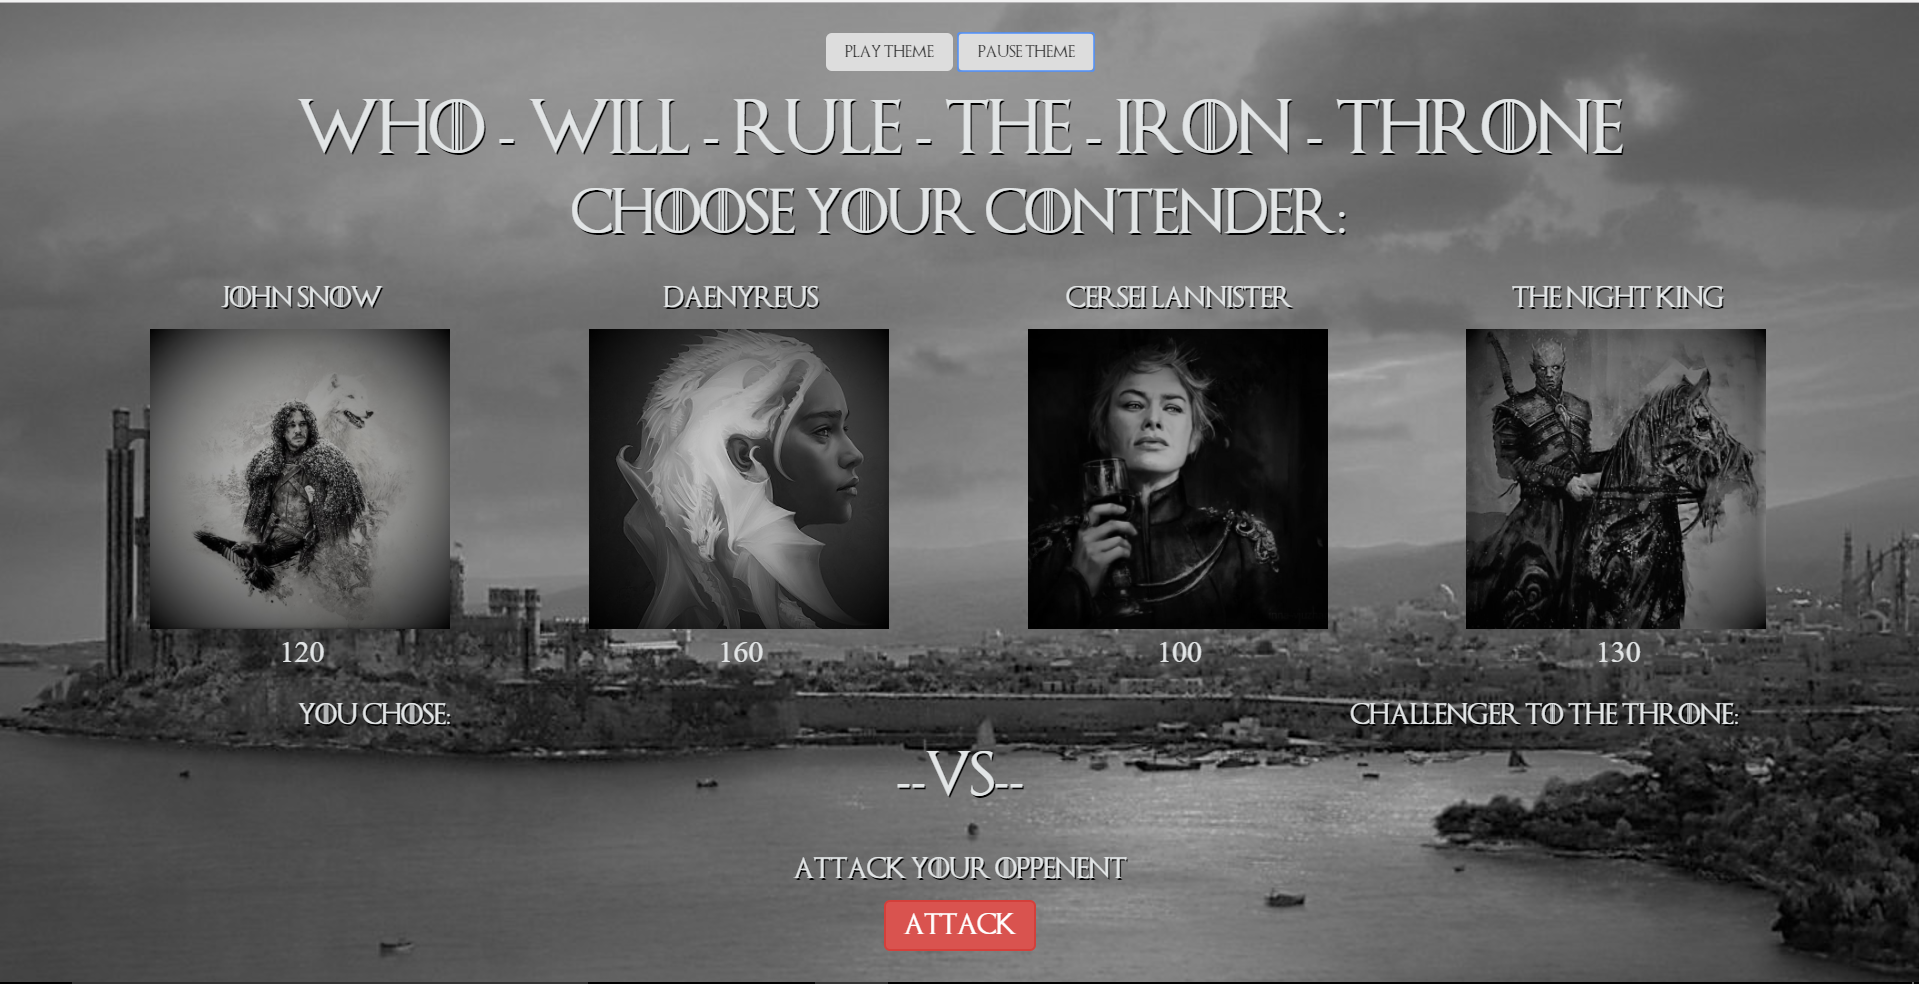 PLAY THEME PAUSE THEME
WHO - WILL - RULE - THE - IRON - THRONE
CHOOSE YOUR CONTENDER:
JOHN SNOW DAENYREUS CERSEI LANNISTER THE NIGHT KING
120 160 100 130
YOU CHOSE: CHALLENGER TO THE THRONE:
--VS--
ATTACK YOUR OPPENENT
ATTACK